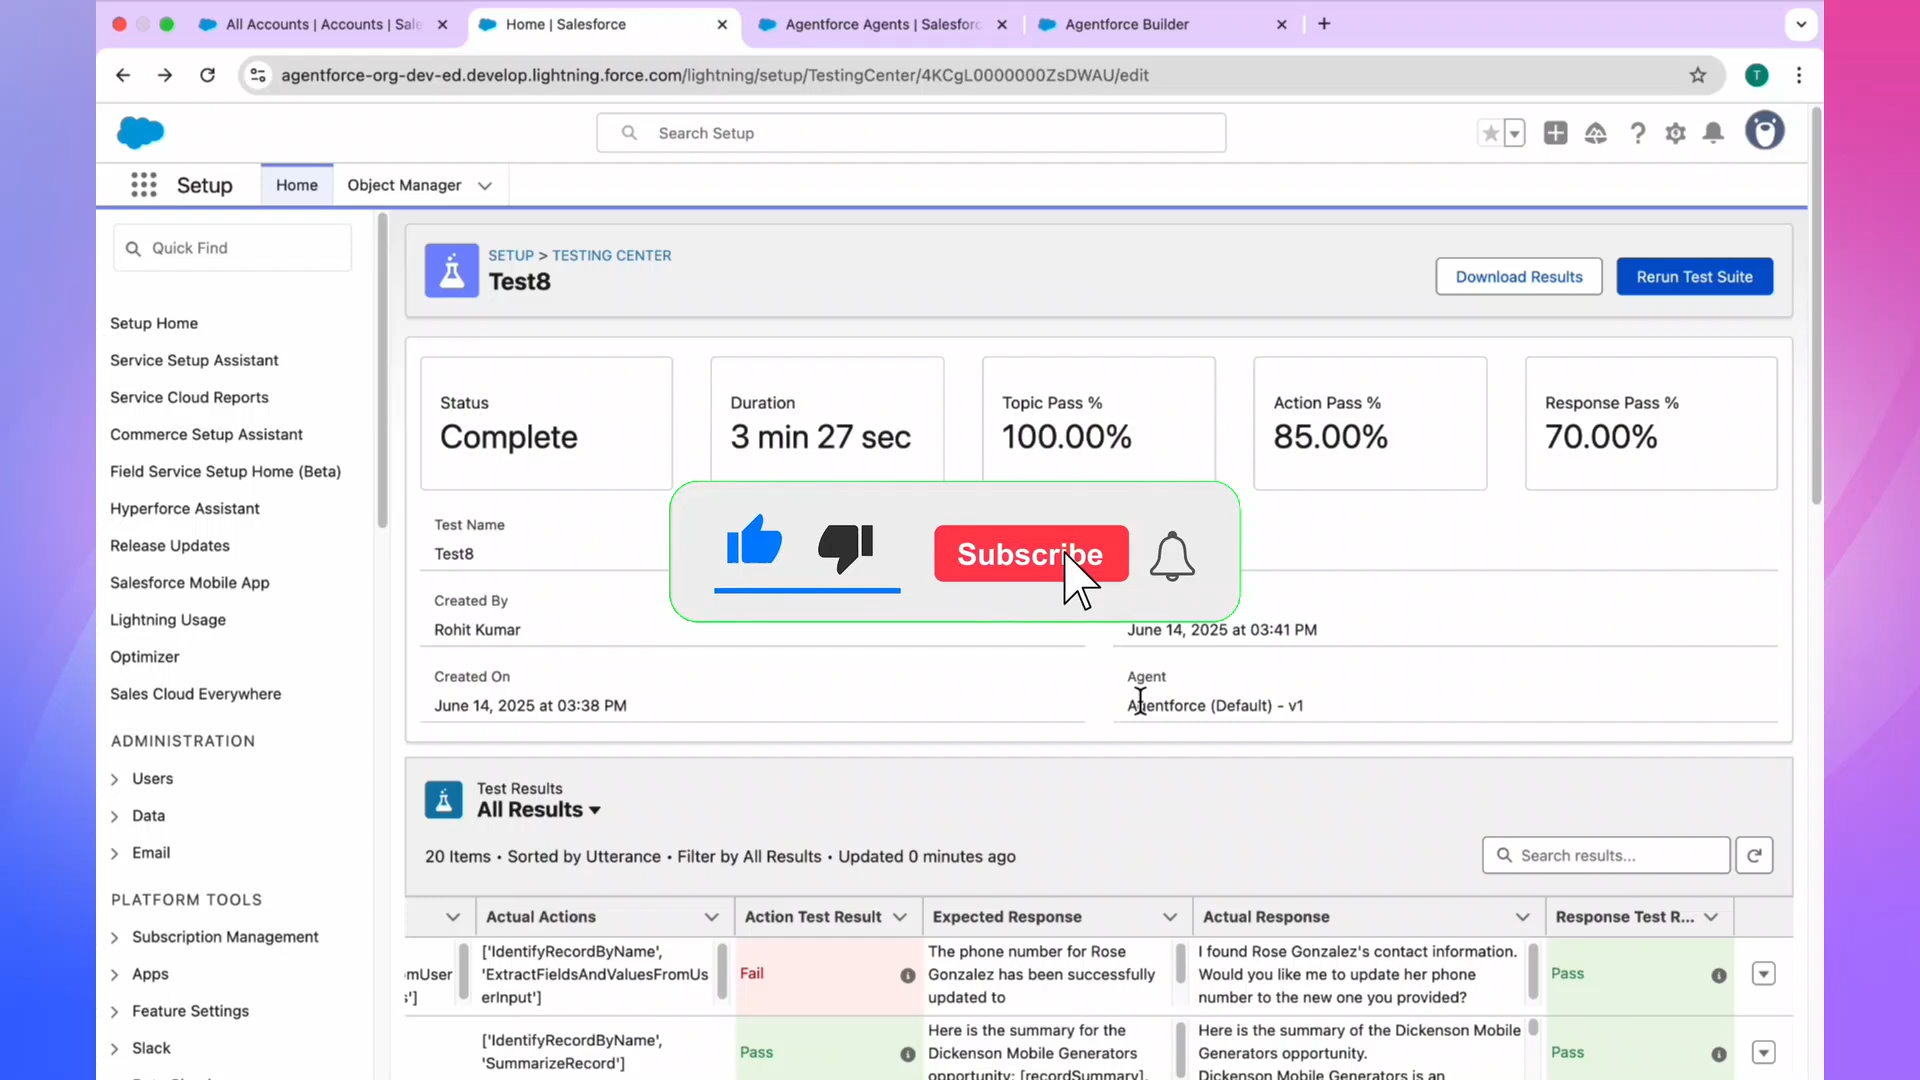 All Accounts | Accounts | Sale
Home | Salesforce
Agentforce Agents | Salesforc
Agentforce Builder
agentforce-org-dev-ed.develop.lightning.force.com/lightning/setup/TestingCenter/4KCgL0000000ZsDWAU/edit
T
Search Setup
Setup
Home
Object Manager
Quick Find
Setup Home
Service Setup Assistant
Service Cloud Reports
Commerce Setup Assistant
Field Service Setup Home (Beta)
Hyperforce Assistant
Release Updates
Salesforce Mobile App
Lightning Usage
Optimizer
Sales Cloud Everywhere
ADMINISTRATION
Users
Data
Email
PLATFORM TOOLS
Subscription Management
Apps
Feature Settings
Slack
SETUP > TESTING CENTER
Test8
Download Results
Rerun Test Suite
Status
Complete
Duration
3 min 27 sec
Topic Pass %
100.00%
Action Pass %
85.00%
Response Pass %
70.00%
Test Name
Test8
Subscribe
Created By
Rohit Kumar
June 14, 2025 at 03:41 PM
Created On
June 14, 2025 at 03:38 PM
Agent
Agentforce (Default) - v1
Test Results
All Results
20 Items • Sorted by Utterance • Filter by All Results • Updated 0 minutes ago
Search results...
Actual Actions
Action Test Result
Expected Response
Actual Response
Response Test R...
mUser
s']
['IdentifyRecordByName',
'ExtractFieldsAndValuesFromUs
erInput']
Fail
The phone number for Rose
Gonzalez has been successfully
updated to
I found Rose Gonzalez's contact information.
Would you like me to update her phone
number to the new one you provided?
Pass
['IdentifyRecordByName',
'SummarizeRecord']
Pass
Here is the summary for the
Dickenson Mobile Generators
opportunity: [recordSummary].
Here is the summary of the Dickenson Mobile
Generators opportunity.
Dickenson Mobile Generators is an
Pass